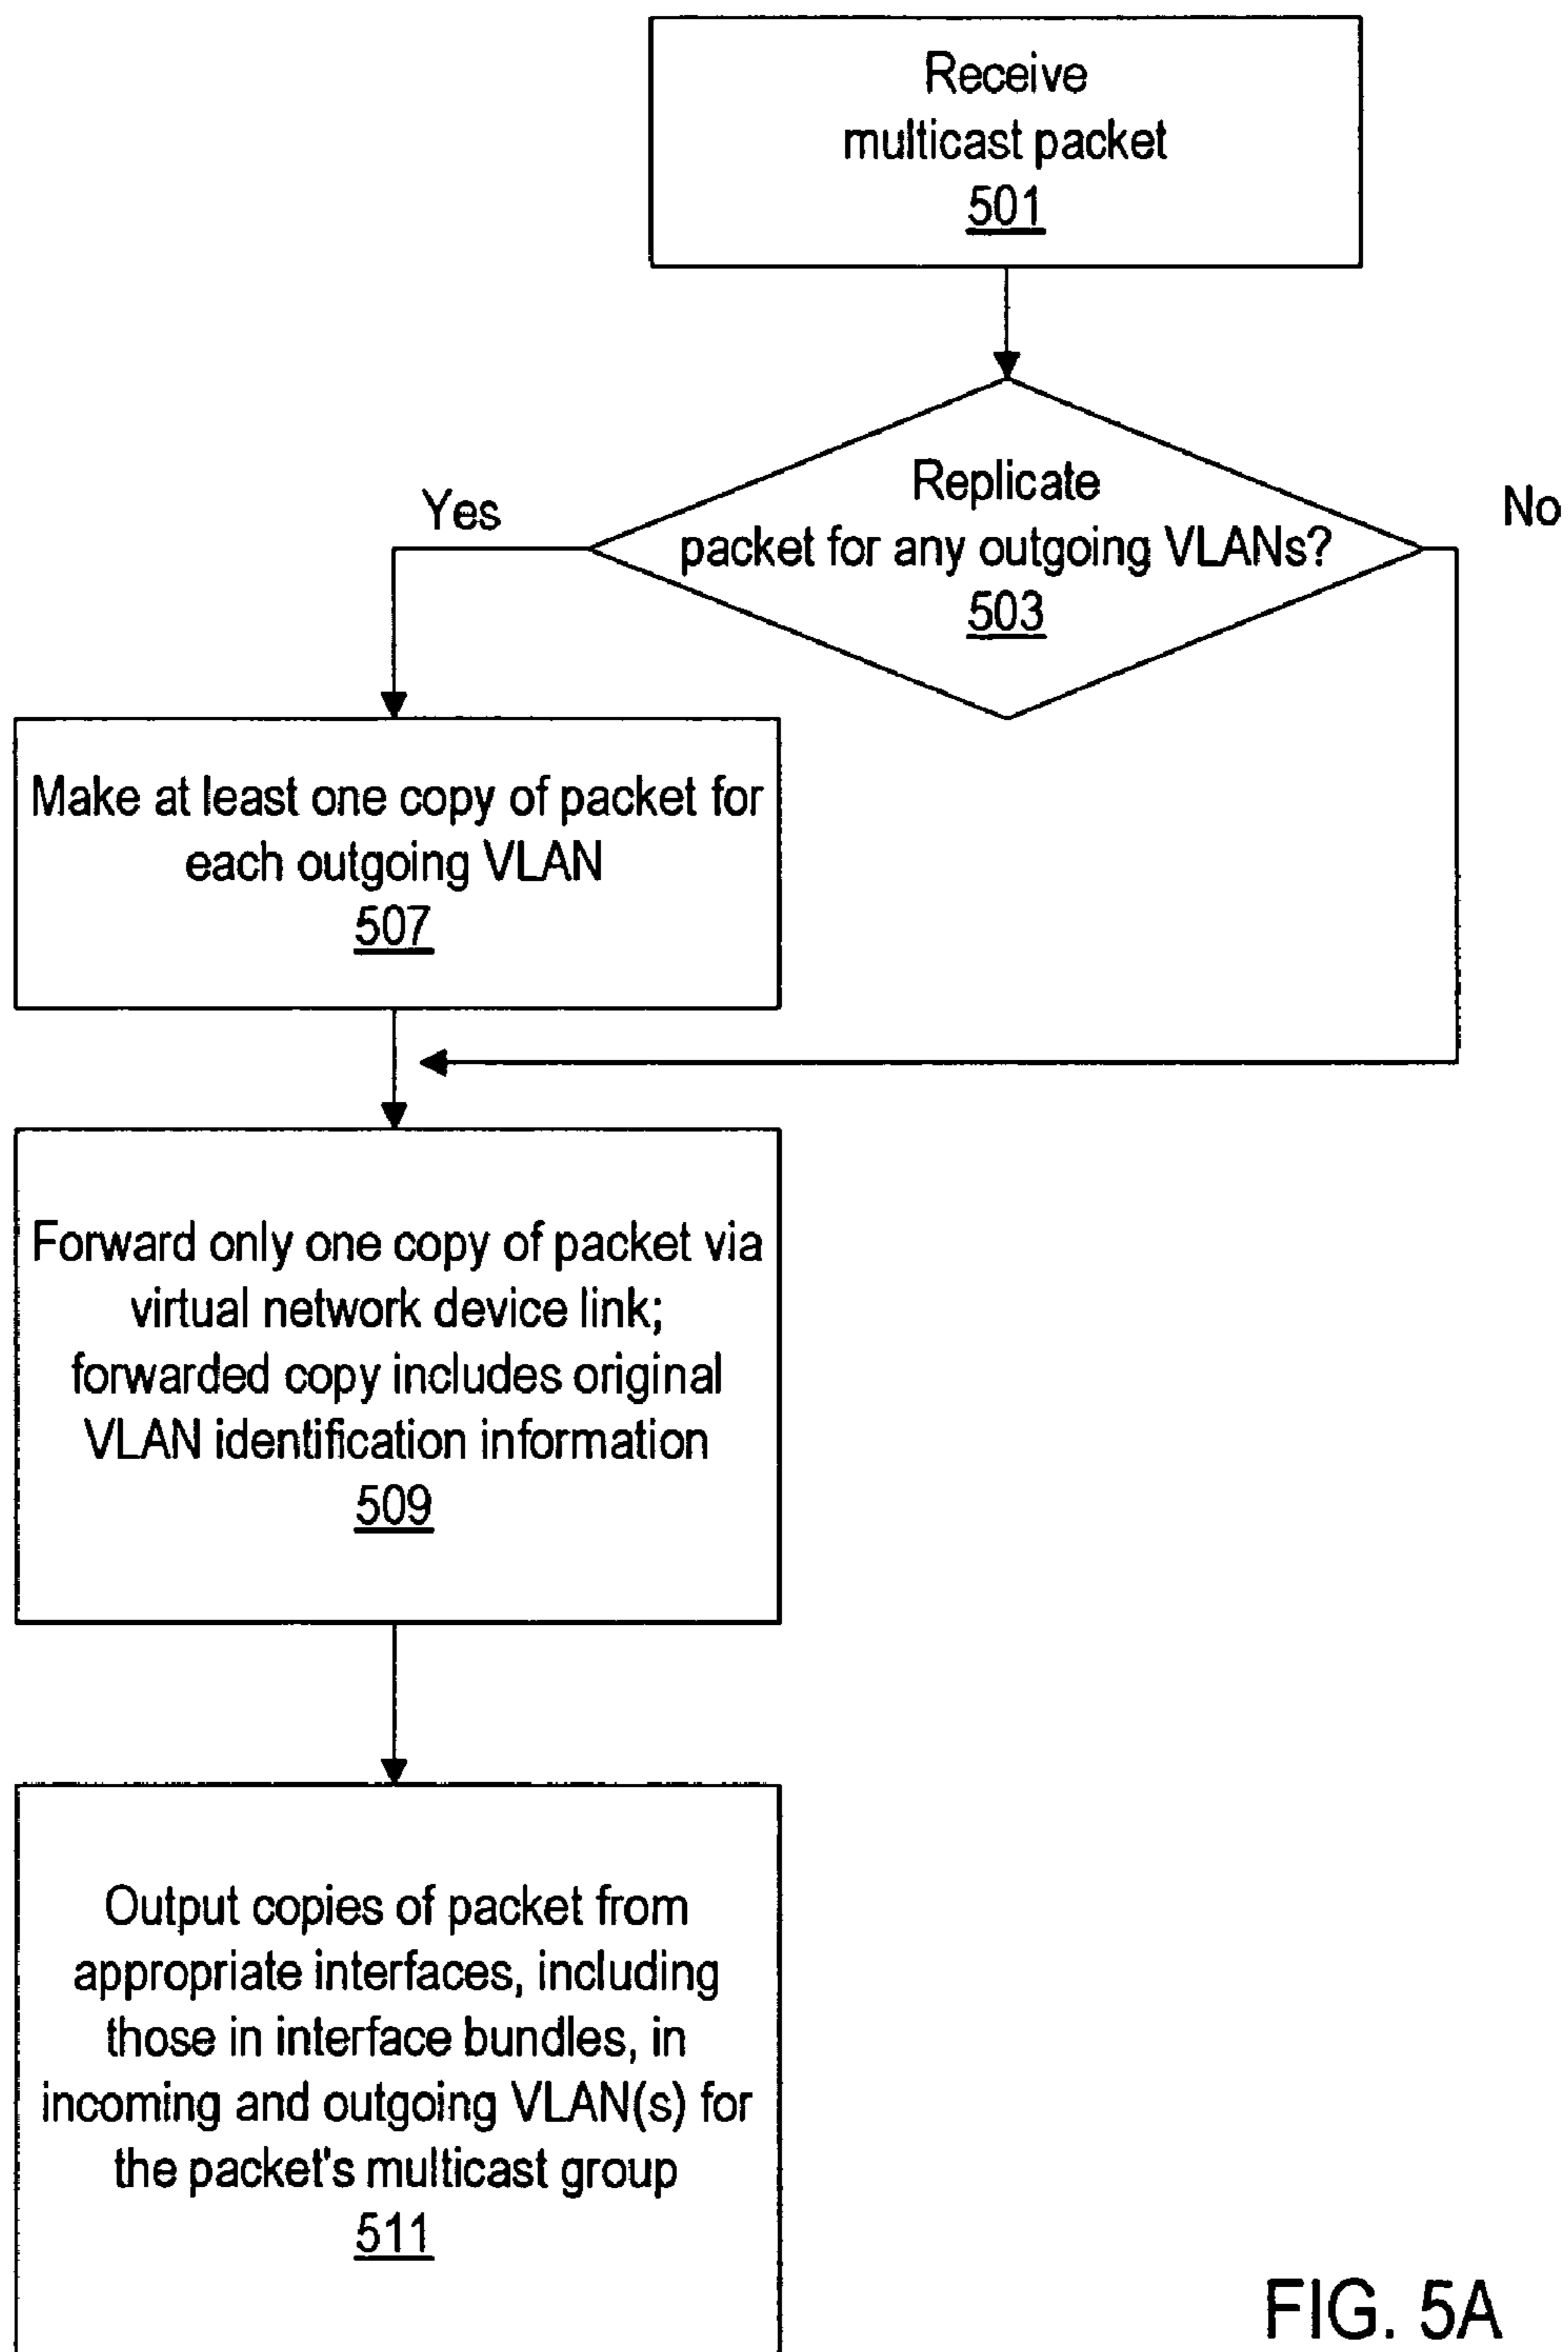 Receive
multicast packet
501
Replicate
packet for any outgoing VLANs?
503
Yes
No
Make at least one copy of packet for
each outgoing VLAN
507
Forward only one copy of packet via
virtual network device link;
forwarded copy includes original
VLAN identification information
509
Output copies of packet from
appropriate interfaces, including
those in interface bundles, in
incoming and outgoing VLAN(s) for
the packet's multicast group
511
FIG. 5A